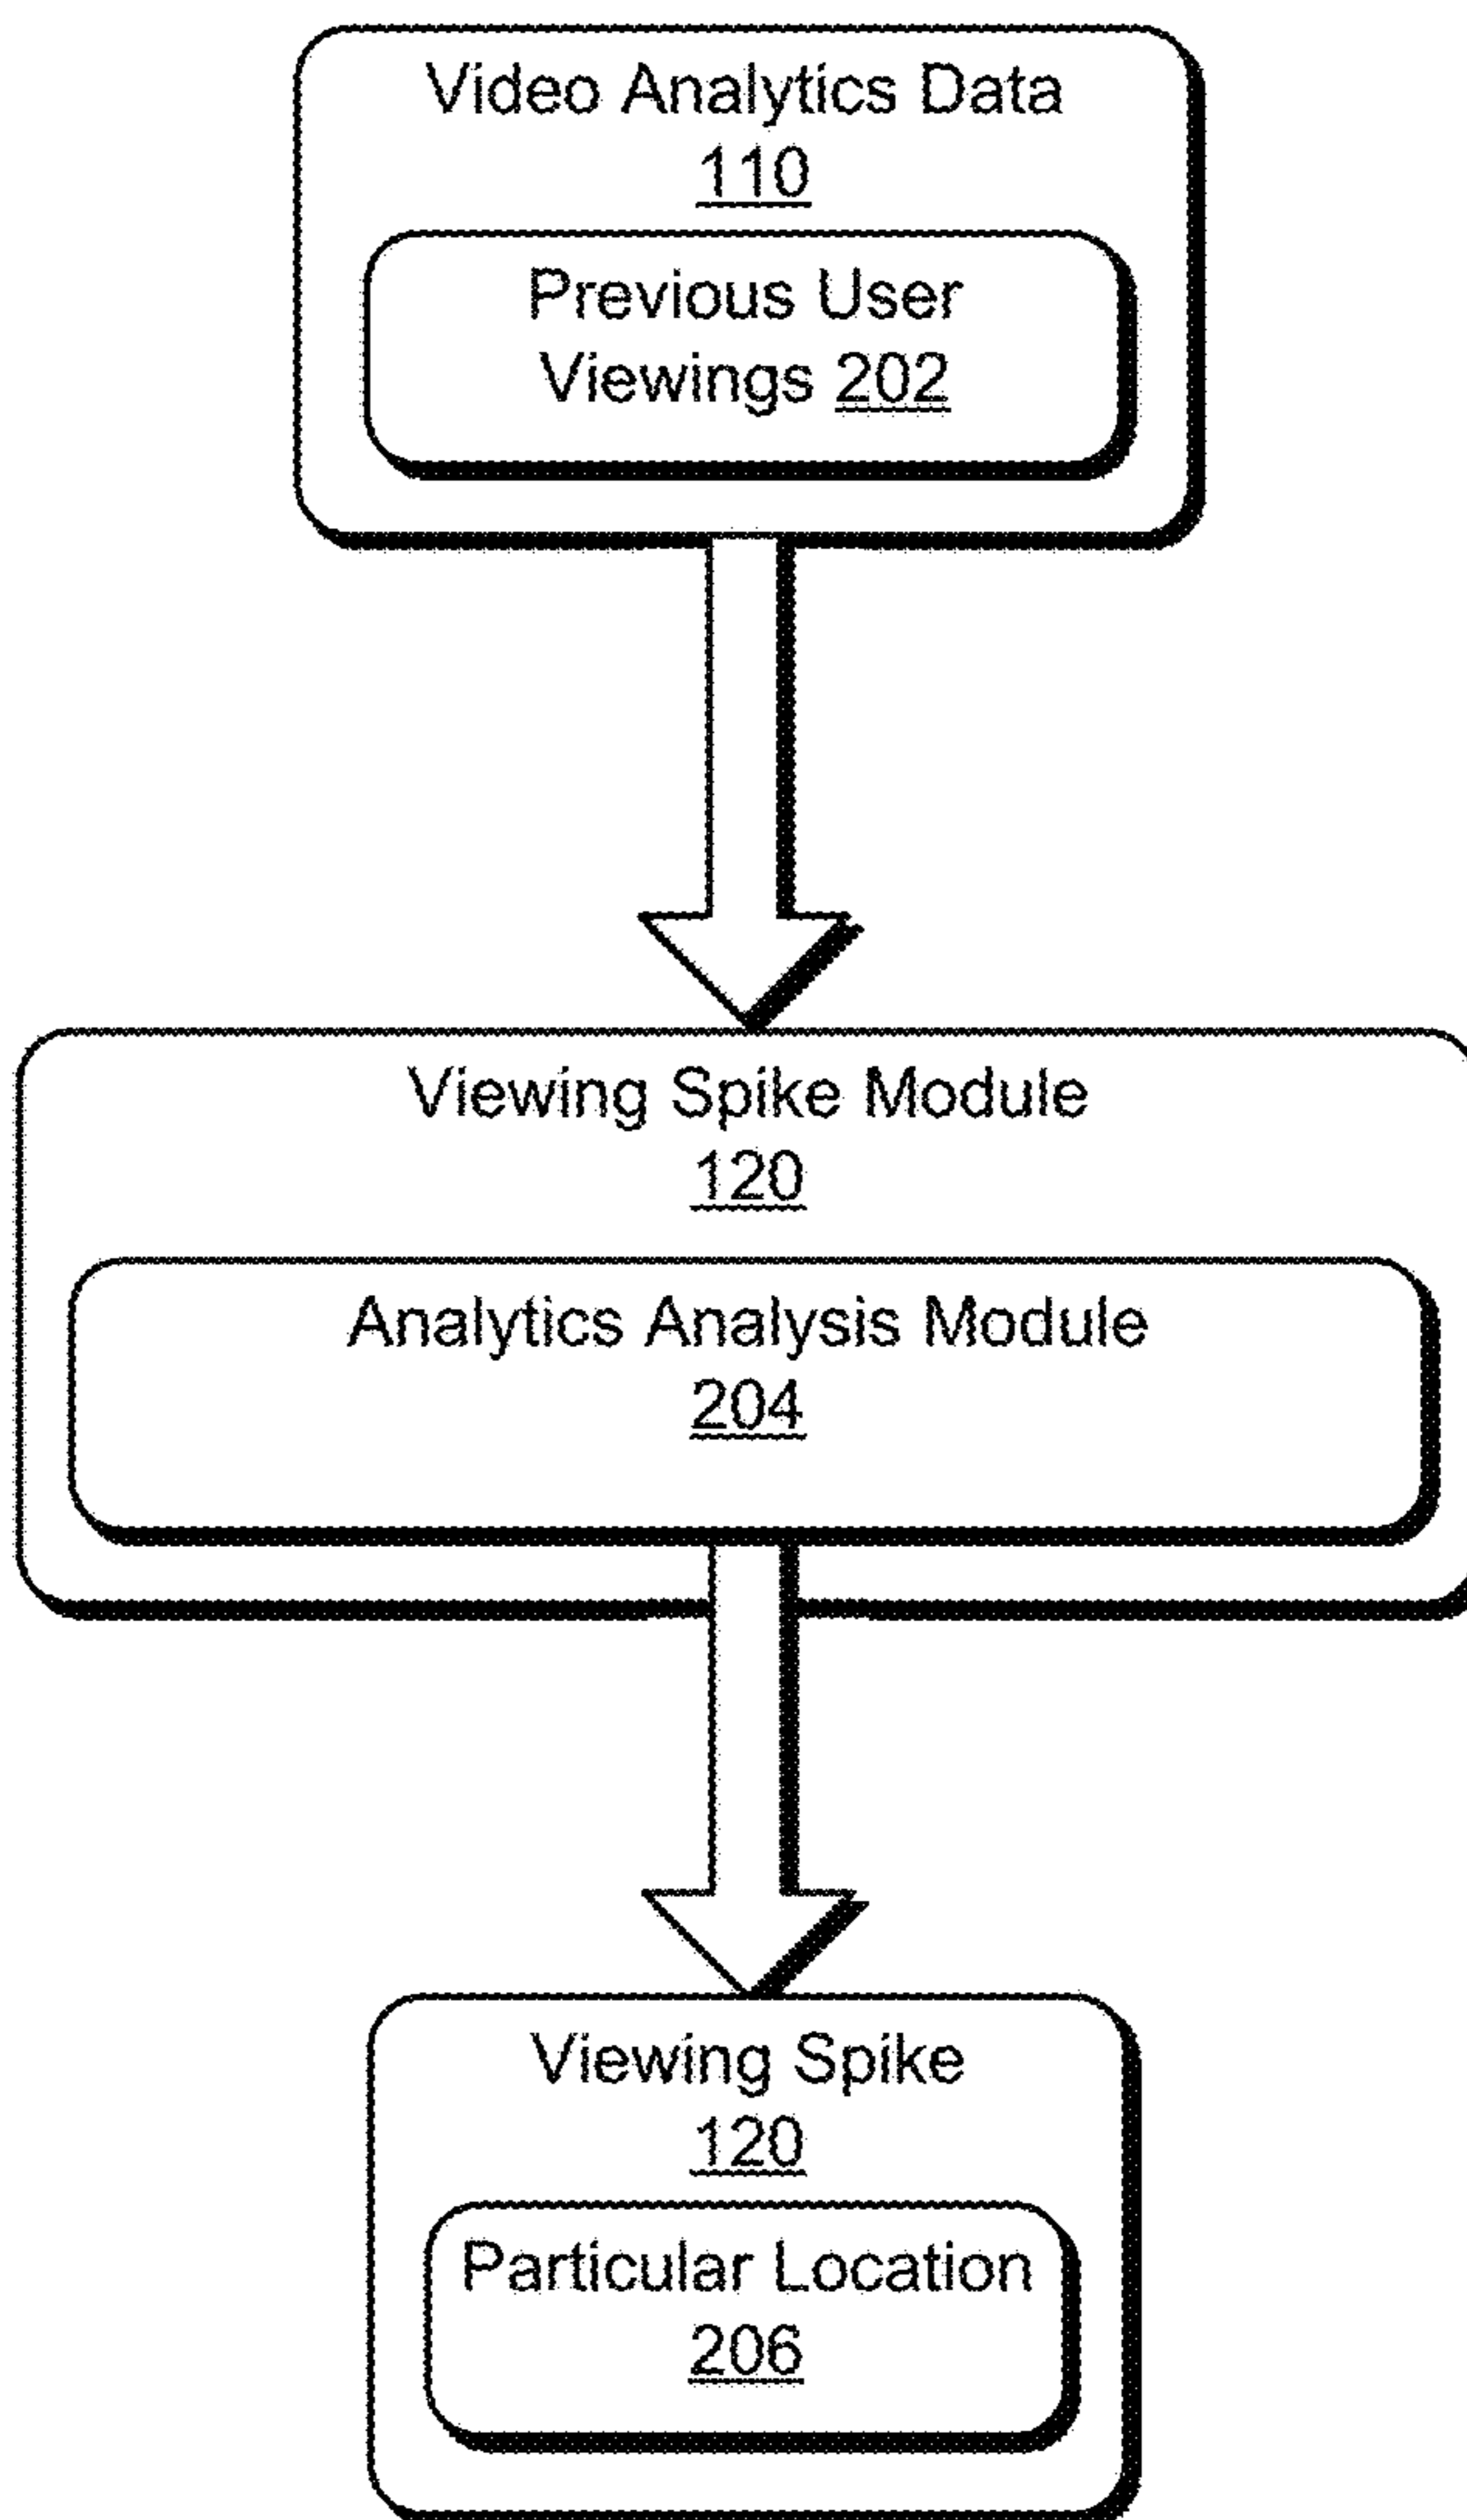 Video Analytics Data
110
Previous User
Viewings 202
Viewing Spike Module
120
Analytics Analysis Module
204
Viewing Spike
120
Particular Location
206